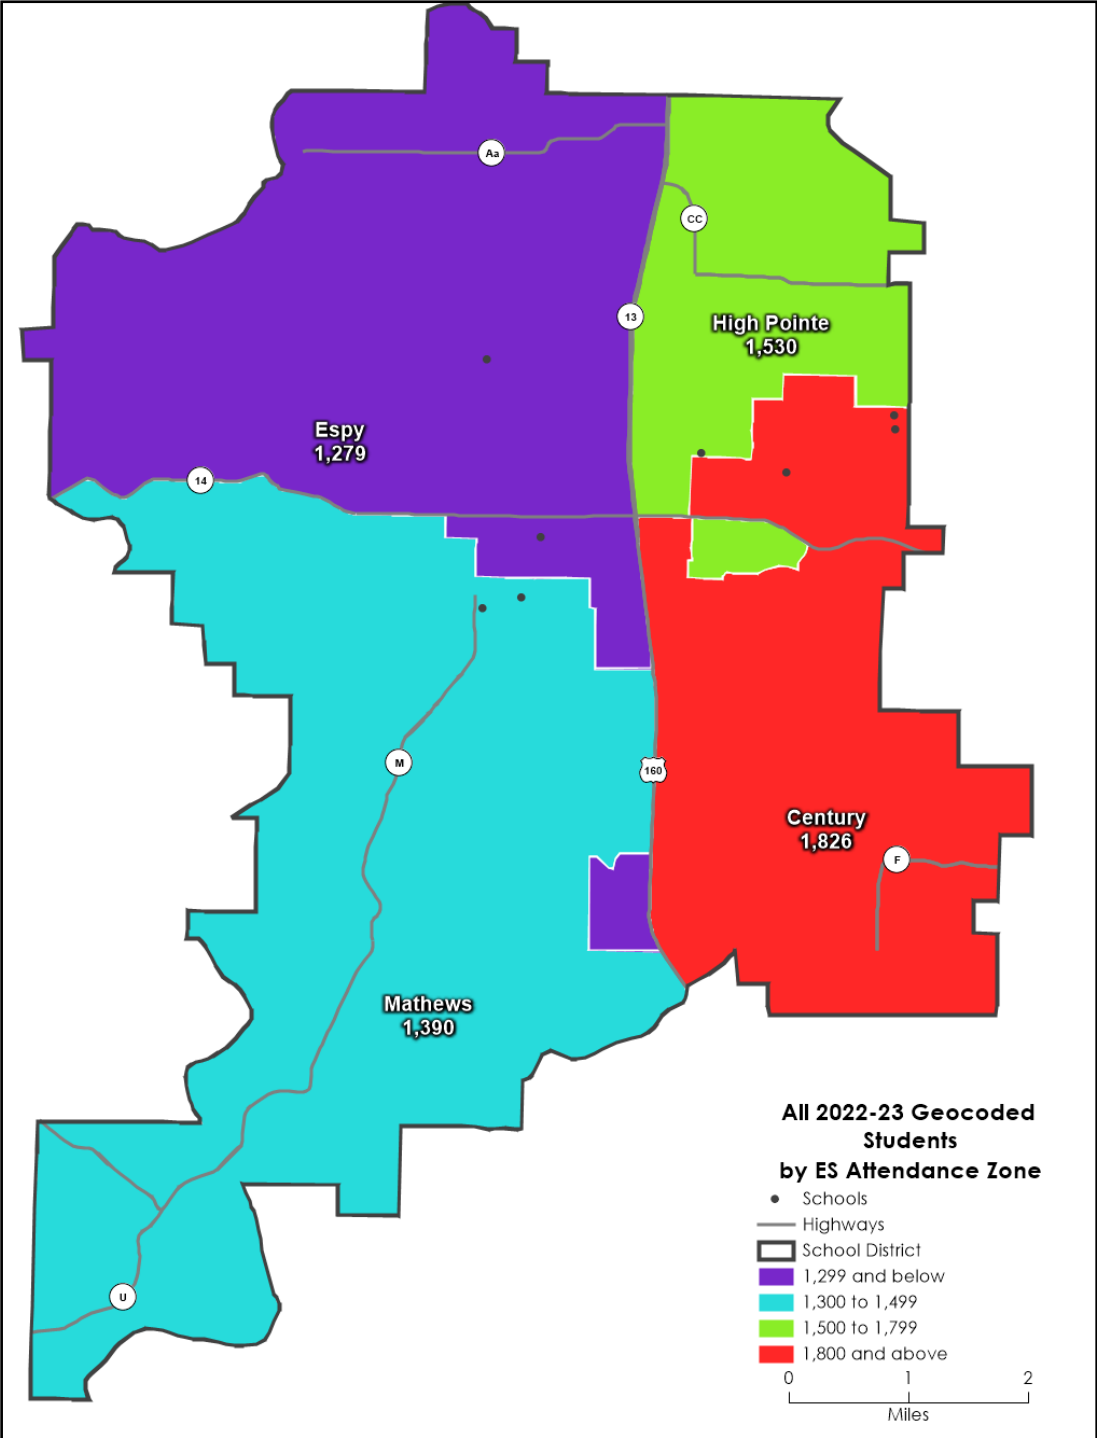 Aa
CC
13
High Pointe
1,530
Espy
1,279
14
M
160
Century
1,826
F
Mathews
1,390
U
All 2022-23 Geocoded
Students
by ES Attendance Zone
Schools
Highways
School District
1,299 and below
1,300 to 1,499
1,500 to 1,799
1,800 and above
0 1 2
Miles